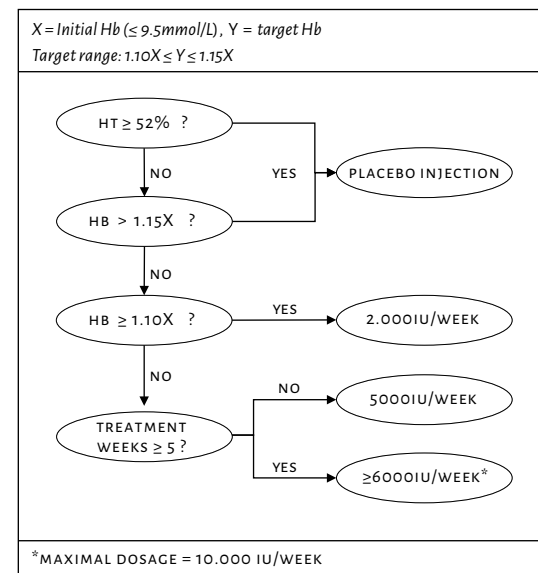 X = Initial Hb (≤ 9.5mmol/L), Y = target Hb
Target range: 1.10X ≤ Y ≤ 1.15X
HT ≥ 52% ?
NO
YES
PLACEBO INJECTION
HB > 1.15X ?
NO
HB ≥ 1.10X ?
YES
2.000IU/WEEK
NO
NO
5000IU/WEEK
TREATMENT
WEEKS ≥ 5 ?
YES
≥6000IU/WEEK*
*MAXIMAL DOSAGE = 10.000 IU/WEEK